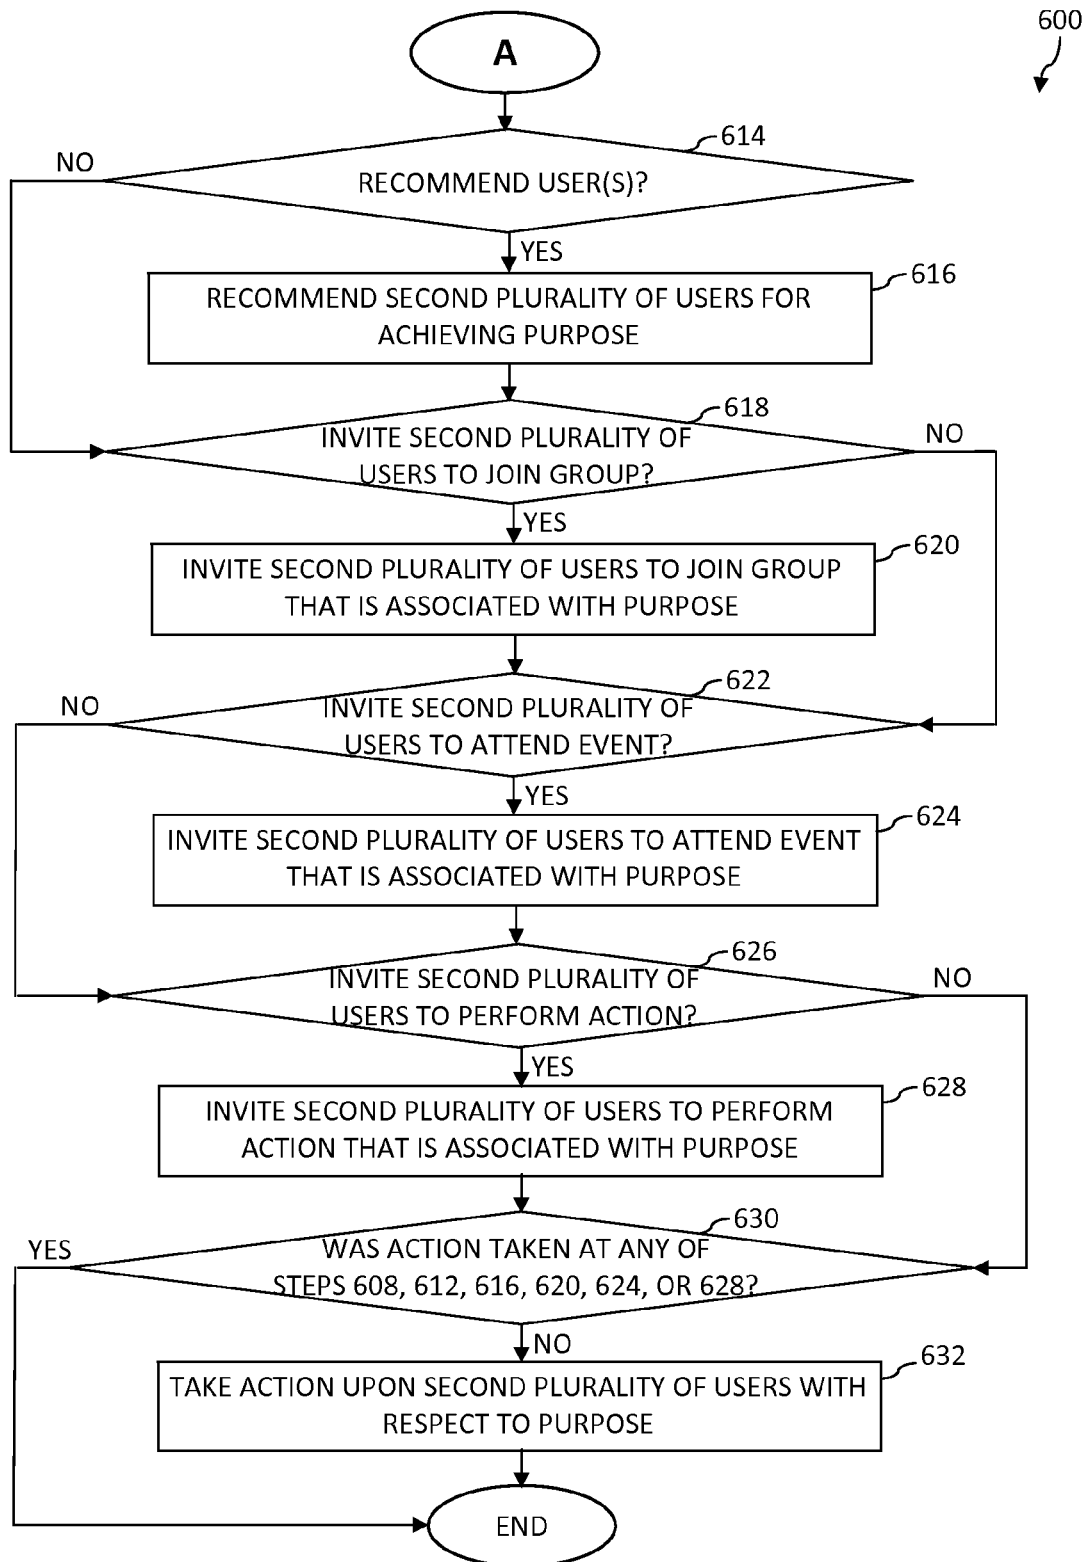 600
A
614
NO
RECOMMEND USER(S)?
YES
616
RECOMMEND SECOND PLURALITY OF USERS FOR
ACHIEVING PURPOSE
618
INVITE SECOND PLURALITY OF
USERS TO JOIN GROUP?
NO
YES
620
INVITE SECOND PLURALITY OF USERS TO JOIN GROUP
THAT IS ASSOCIATED WITH PURPOSE
622
NO
INVITE SECOND PLURALITY OF
USERS TO ATTEND EVENT?
YES
624
INVITE SECOND PLURALITY OF USERS TO ATTEND EVENT
THAT IS ASSOCIATED WITH PURPOSE
626
INVITE SECOND PLURALITY OF
USERS TO PERFORM ACTION?
NO
YES
628
INVITE SECOND PLURALITY OF USERS TO PERFORM
ACTION THAT IS ASSOCIATED WITH PURPOSE
630
YES
WAS ACTION TAKEN AT ANY OF
STEPS 608, 612, 616, 620, 624, OR 628?
NO
632
TAKE ACTION UPON SECOND PLURALITY OF USERS WITH
RESPECT TO PURPOSE
END